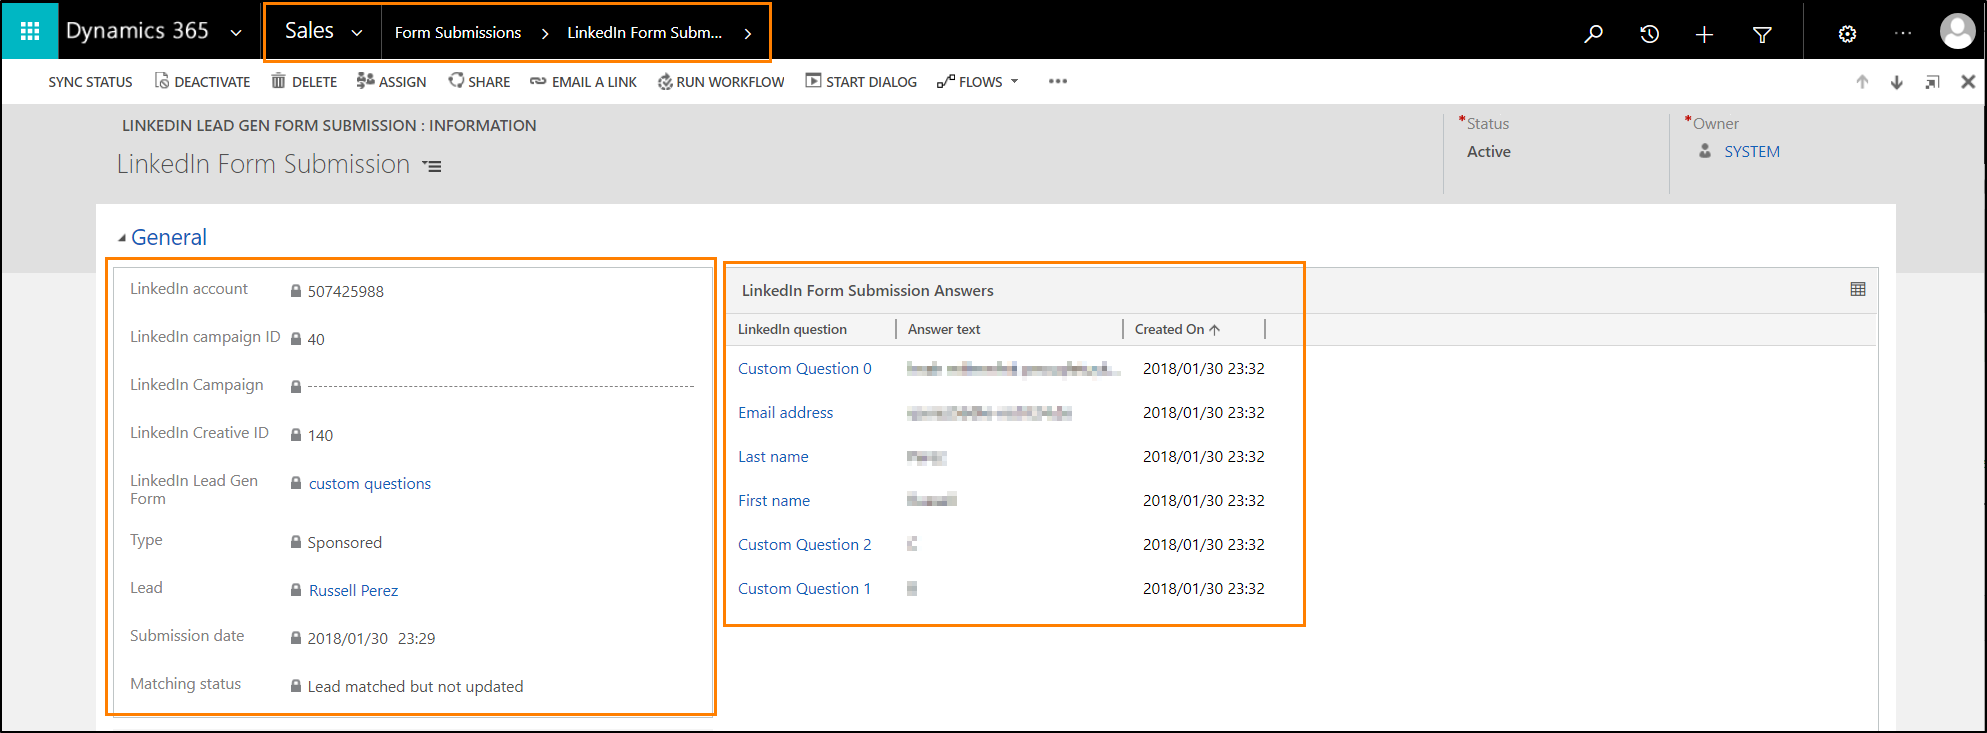 Dynamics 365 Sales Form Submissions LinkedIn Form Subm...
SYNC STATUS DEACTIVATE DELETE ASSIGN SHARE EMAIL A LINK RUN WORKFLOW START DIALOG FLOWS
LINKEDIN LEAD GEN FORM SUBMISSION : INFORMATION
LinkedIn Form Submission
*Status
Active
*Owner
SYSTEM
General
LinkedIn account 507425988
LinkedIn campaign ID 40
LinkedIn Campaign
LinkedIn Creative ID 140
LinkedIn Lead Gen Form custom questions
Type Sponsored
Lead Russell Perez
Submission date 2018/01/30 23:29
Matching status Lead matched but not updated
LinkedIn Form Submission Answers
LinkedIn question Answer text Created On
Custom Question 0 2018/01/30 23:32
Email address 2018/01/30 23:32
Last name 2018/01/30 23:32
First name 2018/01/30 23:32
Custom Question 2 2018/01/30 23:32
Custom Question 1 2018/01/30 23:32